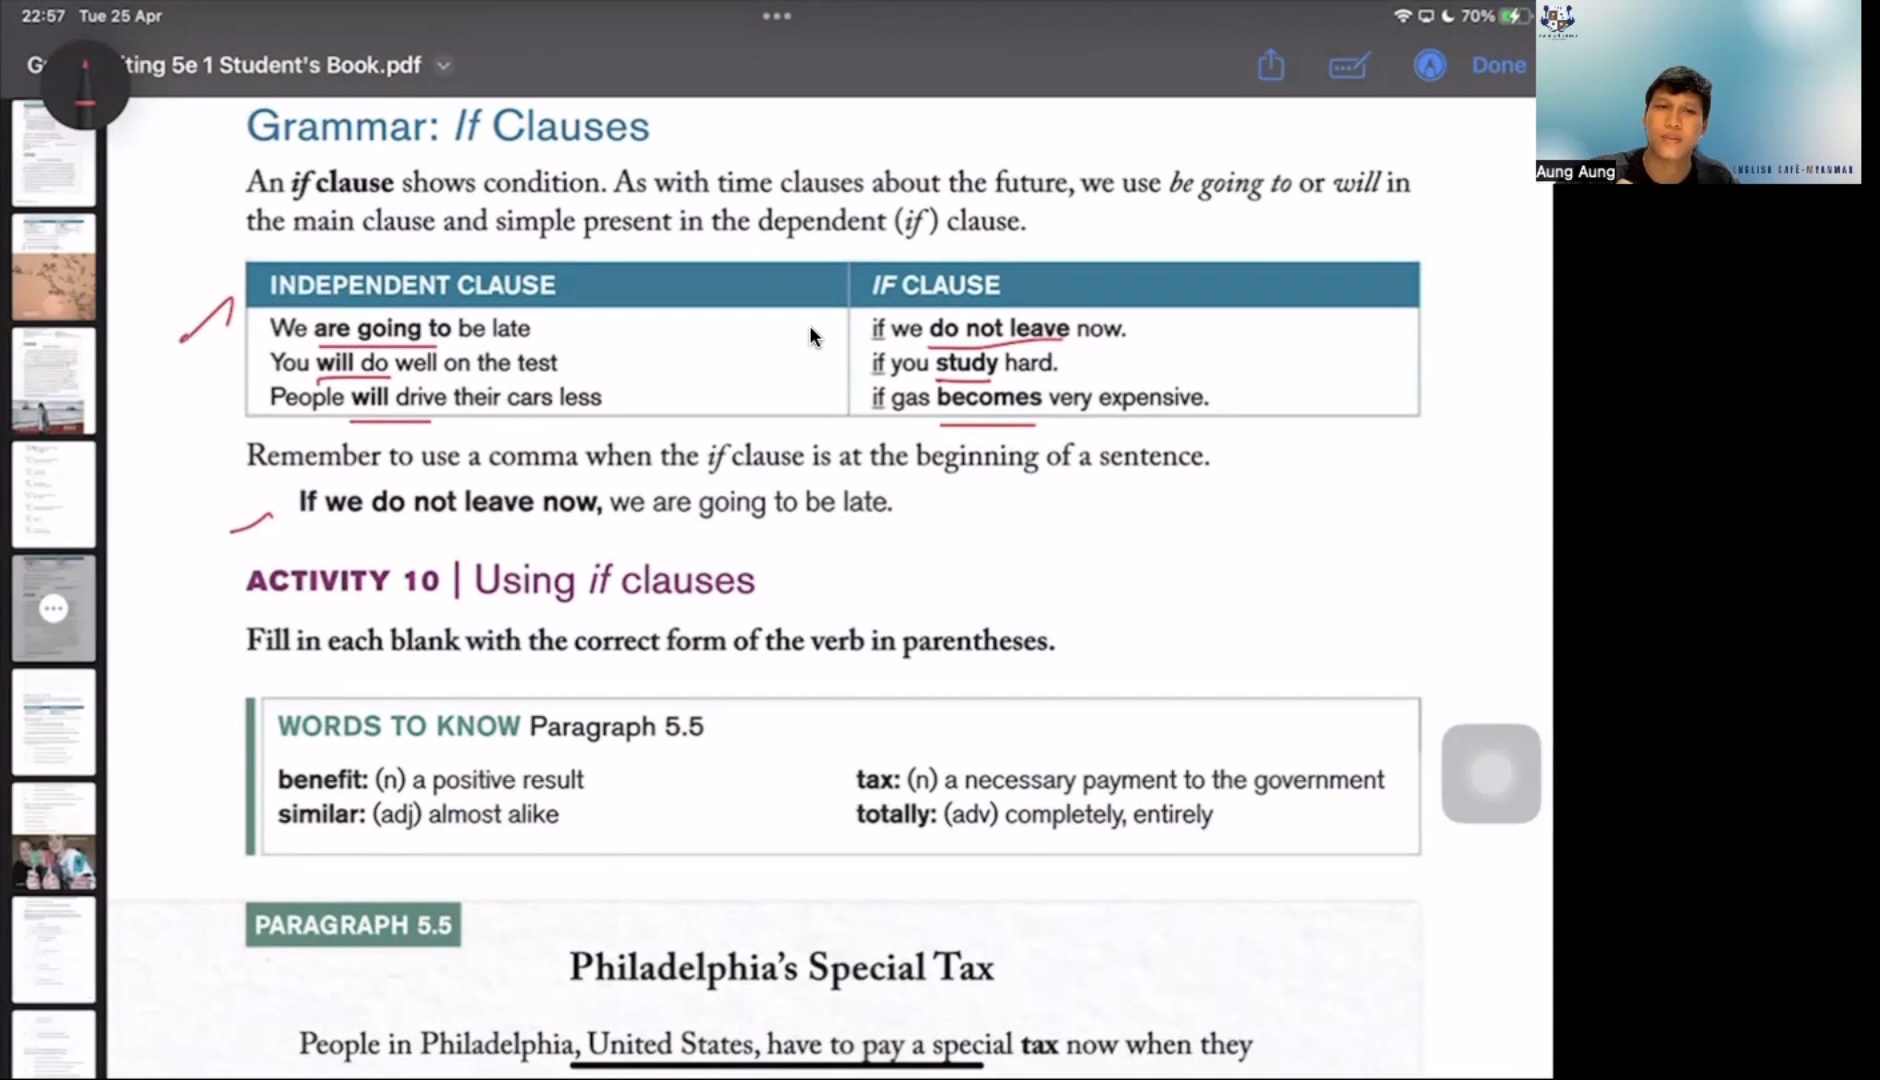 22:57 Tue 25 Apr
70%
ting 5e 1 Student's Book.pdf
Done
Aung Aung
ENGLISH CAFÉ-MYANMAR
Grammar: If Clauses
An if clause shows condition. As with time clauses about the future, we use be going to or will in
the main clause and simple present in the dependent (if) clause.
INDEPENDENT CLAUSE IF CLAUSE
We are going to be late if we do not leave now.
You will do well on the test if you study hard.
People will drive their cars less if gas becomes very expensive.
Remember to use a comma when the if clause is at the beginning of a sentence.
If we do not leave now, we are going to be late.
ACTIVITY 10 | Using if clauses
Fill in each blank with the correct form of the verb in parentheses.
WORDS TO KNOW Paragraph 5.5
benefit: (n) a positive result tax: (n) a necessary payment to the government
similar: (adj) almost alike totally: (adv) completely, entirely
PARAGRAPH 5.5
Philadelphia's Special Tax
People in Philadelphia, United States, have to pay a special tax now when they